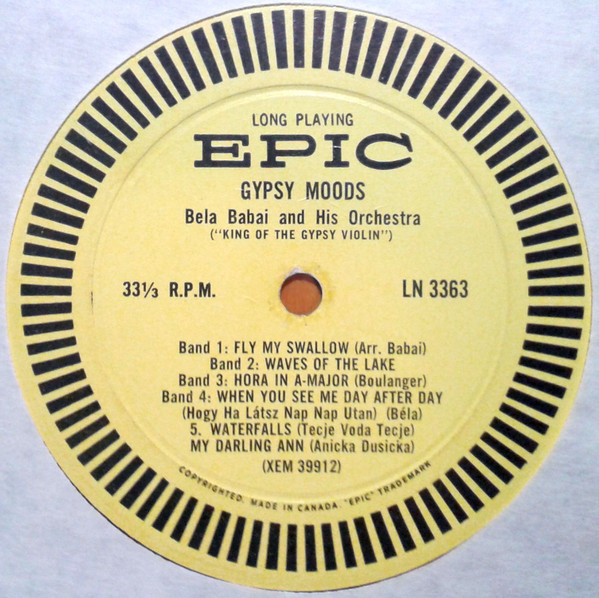 LONG PLAYING
EPIC
GYPSY MOODS
Bela Babai and His Orchestra
("KING OF THE GYPSY VIOLIN")
33⅓ R.P.M. LN 3363
Band 1: FLY MY SWALLOW (Arr. Babai)
Band 2: WAVES OF THE LAKE
Band 3: HORA IN A-MAJOR (Boulanger)
Band 4: WHEN YOU SEE ME DAY AFTER DAY
(Hogy Ha Látsz Nap Nap Utan) (Béla)
5. WATERFALLS (Tecje Voda Tecje)
MY DARLING ANN (Anicka Dusicka)
(XEM 39912)
COPYRIGHTED. MADE IN CANADA. "EPIC" TRADEMARK